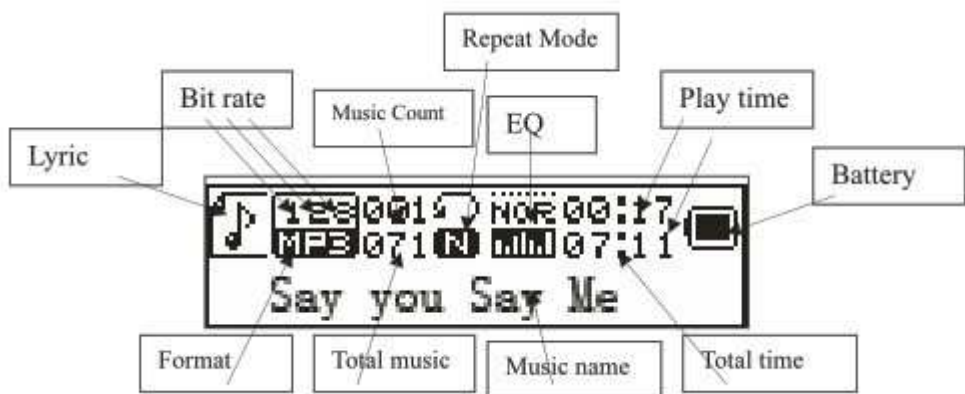 Repeat Mode
Bit rate
Music Count
EQ
Play time
Lyric
Battery
128 001 NOR 00:17
MP3 071 N 07:11
Say you Say Me
Format
Total music
Music name
Total time